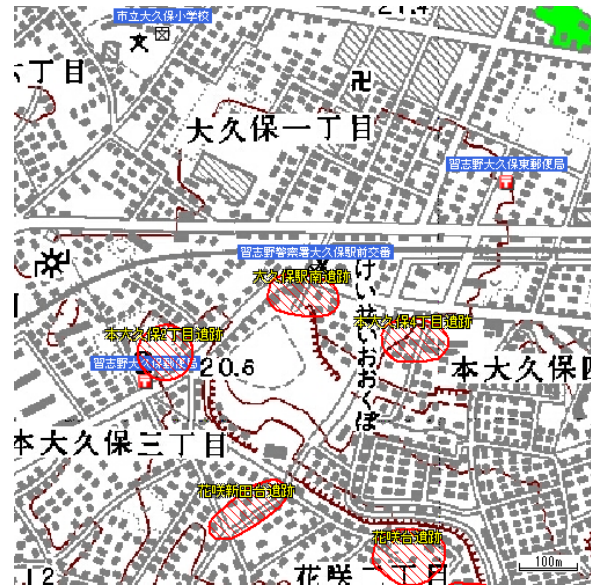 21.4
市立大久保小学校
六丁目
大久保一丁目
習志野大久保東郵便局
習志野警察署大久保駅前交番
大久保駅南遺跡
けいせいおおくぼ
本大久保4丁目遺跡
本大久保2丁目遺跡
習志野大久保郵便局
20.6
本大久保四
本大久保三丁目
花咲新田台遺跡
花咲台遺跡
100m
花咲二丁目